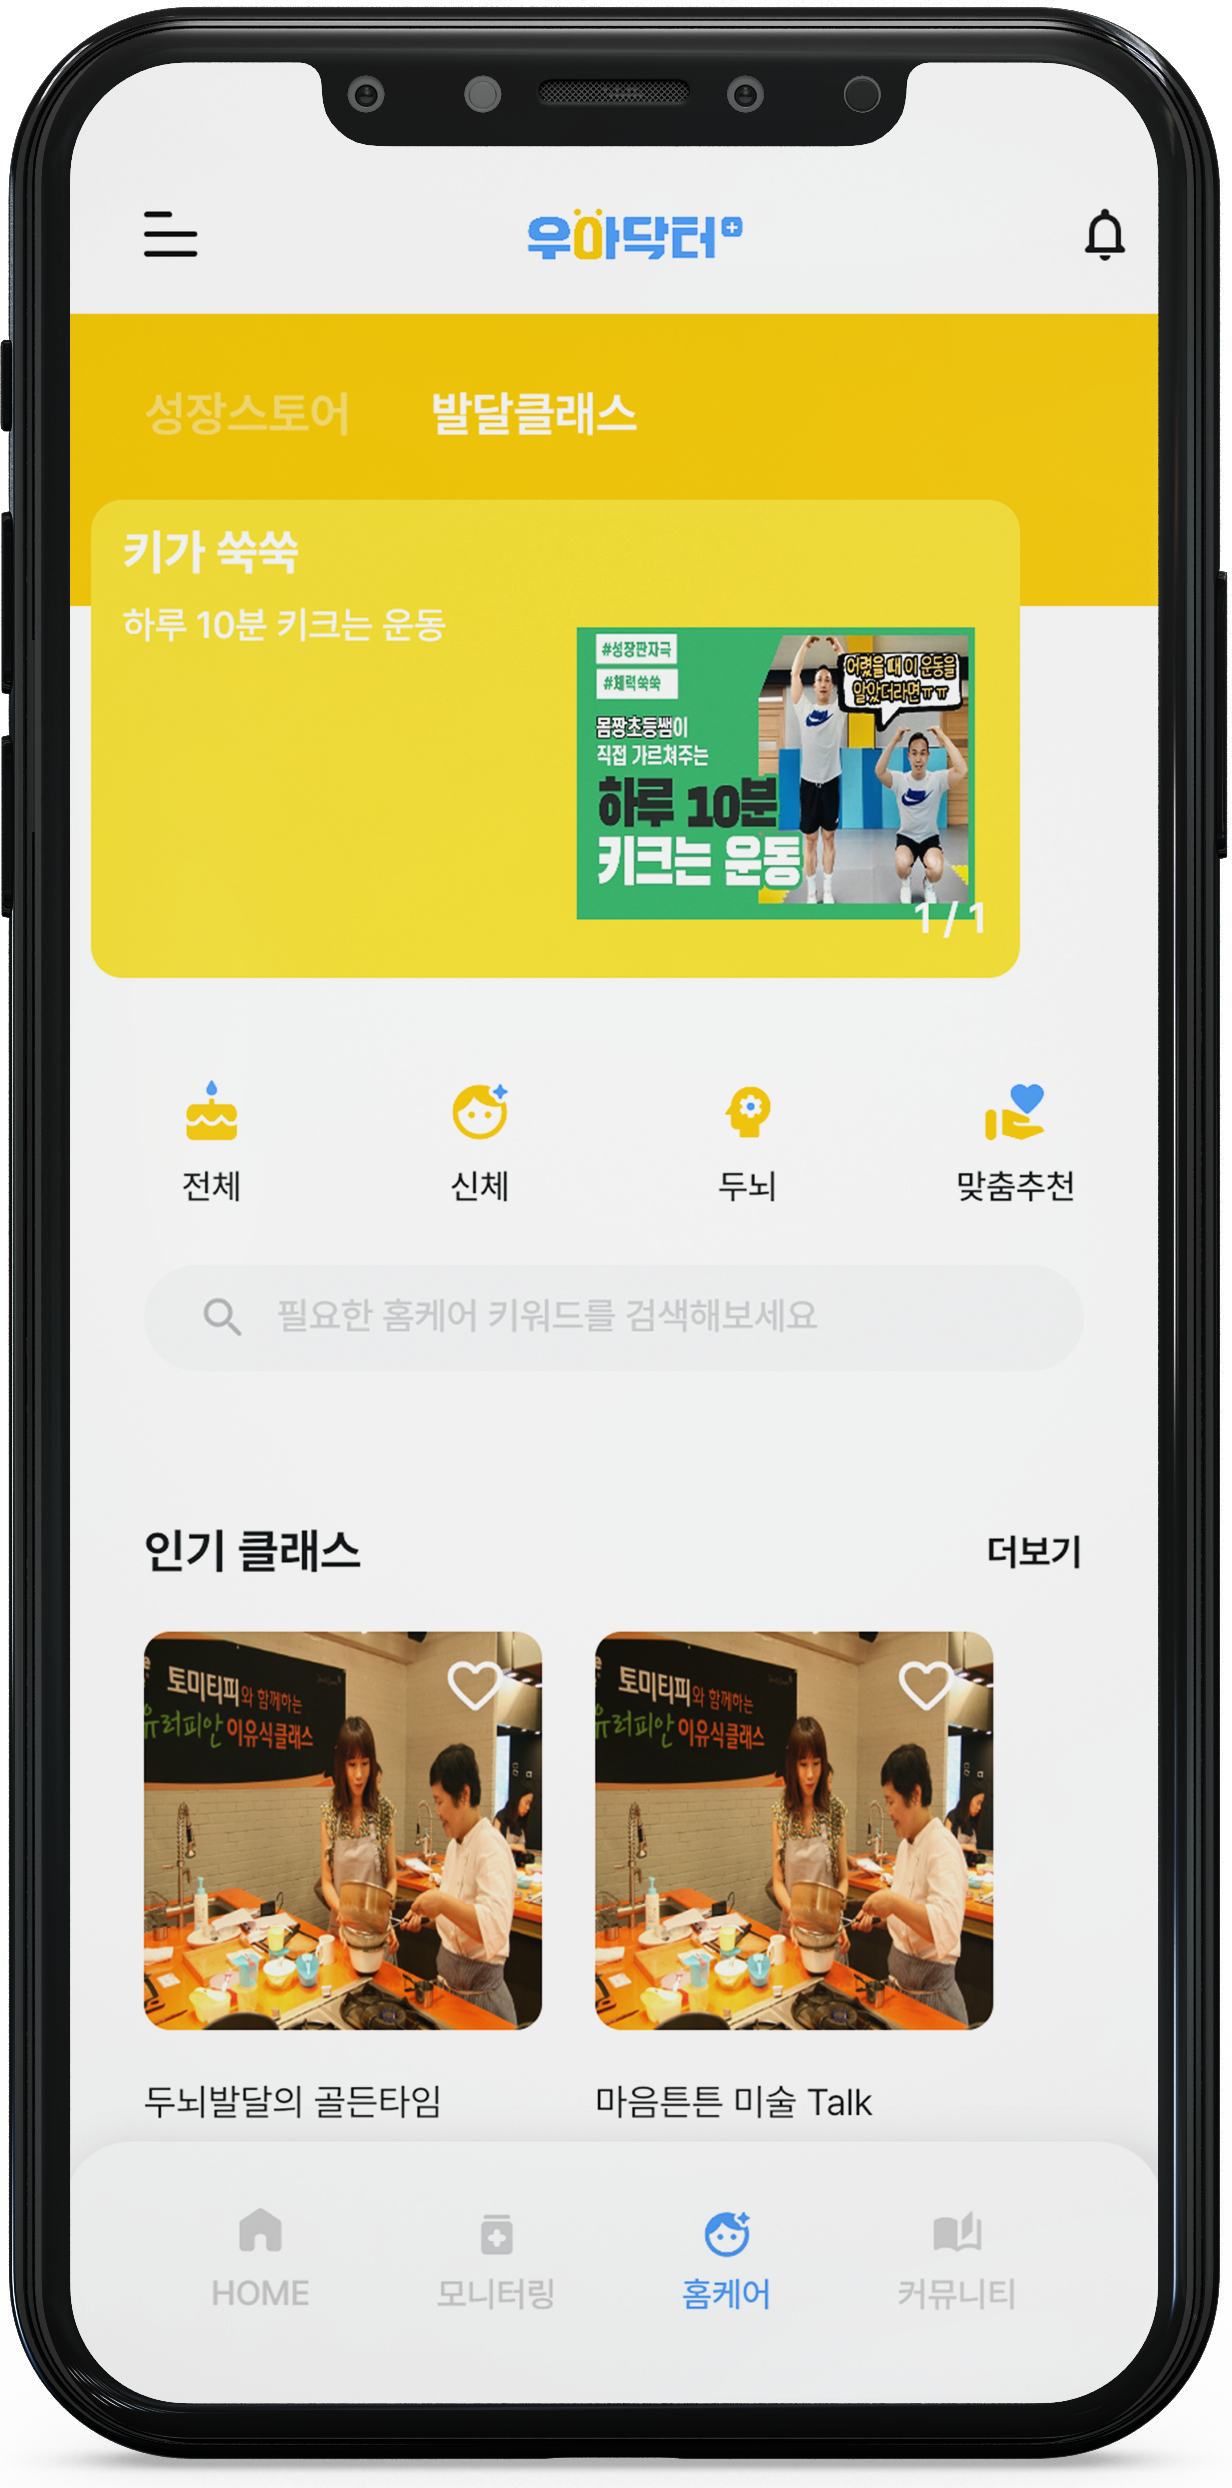 우아닥터
성장스토어 발달클래스
키가 쑥쑥
하루 10분 키크는 운동
#성장판자극
#체력쑥쑥
어렸을 때 이 운동을
알았더라면 ㅠㅠ
몸짱초등쌤이
직접 가르쳐주는
하루 10분
키크는 운동
1 / 1
전체 신체 두뇌 맞춤추천
필요한 홈케어 키워드를 검색해보세요
인기 클래스 더보기
토미티피와 함께하는
유러피안 이유식클래스
토미티피와 함께하는
유러피안 이유식클래스
두뇌발달의 골든타임 마음튼튼 미술 Talk
HOME 모니터링 홈케어 커뮤니티